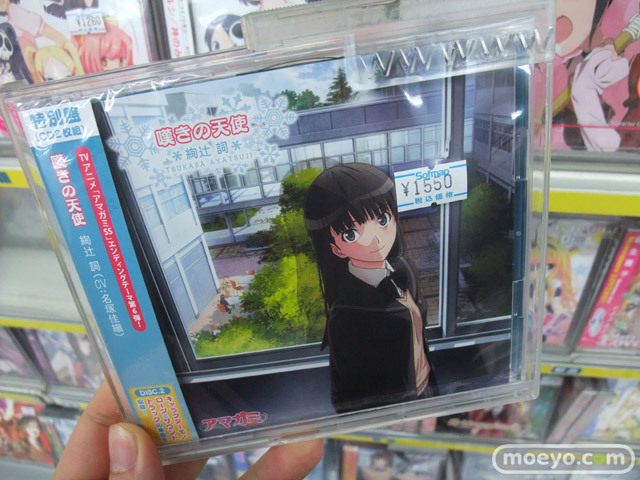 ¥1260
特別盤
CD2枚組
嘆きの天使
絢辻 詞(CV:名塚佳織)
TVアニメ「アマガミSS」エンディングテーマ第6弾!
DISC.2
嘆きの天使
絢辻 詞
TSUKASA AYATSUJI
Sofmap
¥1550
税込価格
アマガミSS
moeyo.com